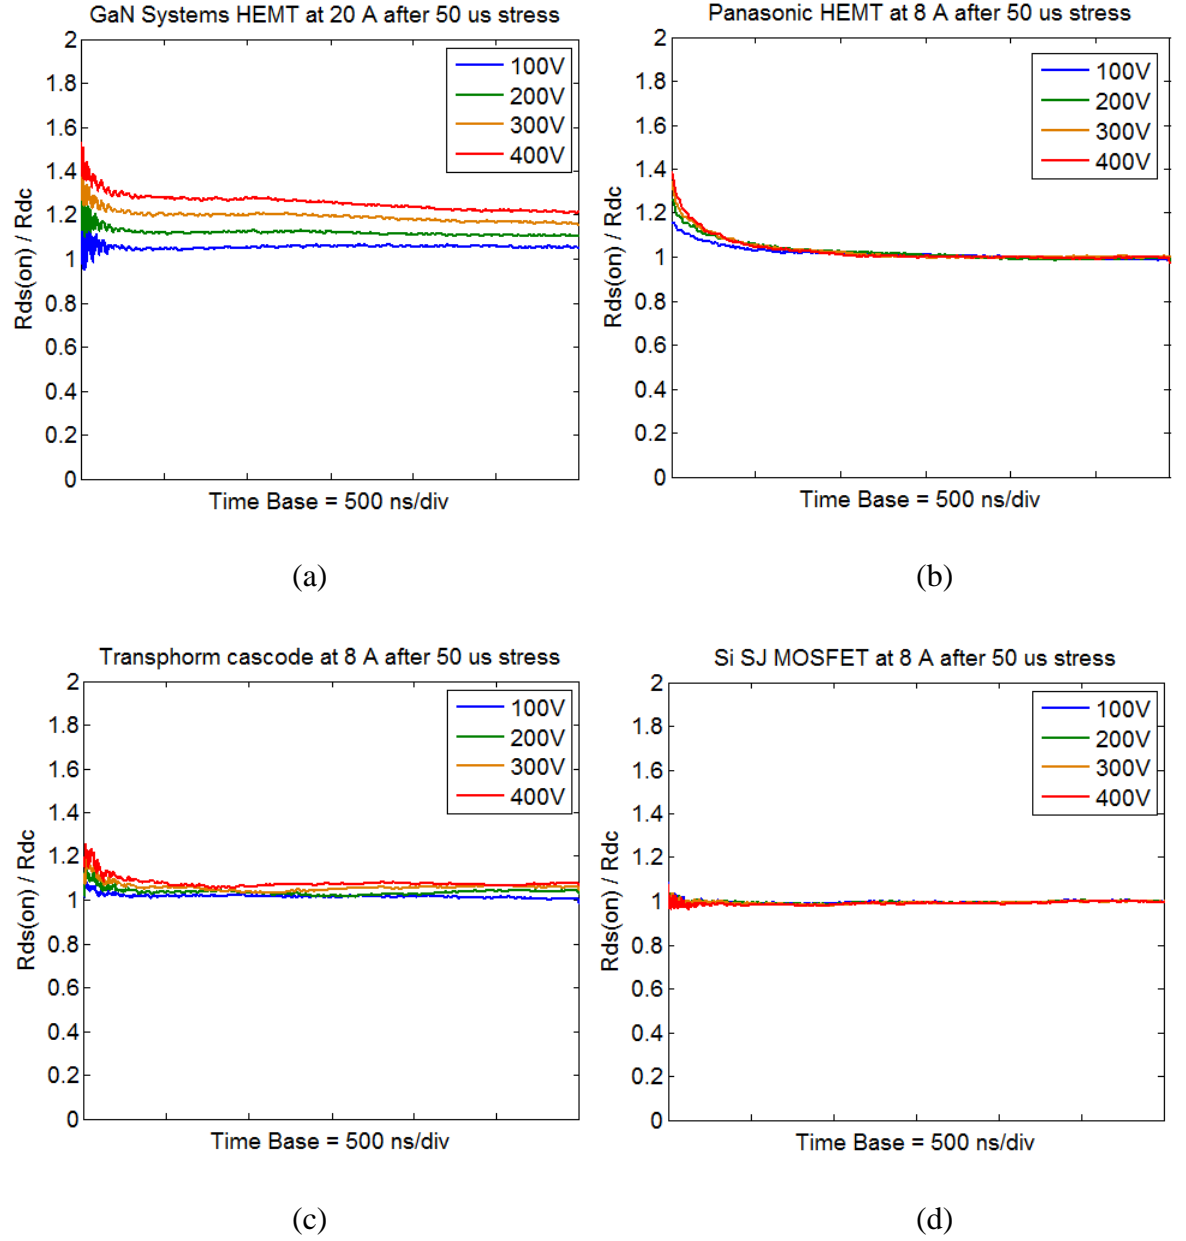 GaN Systems HEMT at 20 A after 50 us stress
2
1.8
1.6
1.4
1.2
1
0.8
0.6
0.4
0.2
0
Rds(on) / Rdc
100V
200V
300V
400V
Time Base = 500 ns/div
(a)
Panasonic HEMT at 8 A after 50 us stress
2
1.8
1.6
1.4
1.2
1
0.8
0.6
0.4
0.2
0
Rds(on) / Rdc
100V
200V
300V
400V
Time Base = 500 ns/div
(b)
Transphorm cascode at 8 A after 50 us stress
2
1.8
1.6
1.4
1.2
1
0.8
0.6
0.4
0.2
0
Rds(on) / Rdc
100V
200V
300V
400V
Time Base = 500 ns/div
(c)
Si SJ MOSFET at 8 A after 50 us stress
2
1.8
1.6
1.4
1.2
1
0.8
0.6
0.4
0.2
0
Rds(on) / Rdc
100V
200V
300V
400V
Time Base = 500 ns/div
(d)